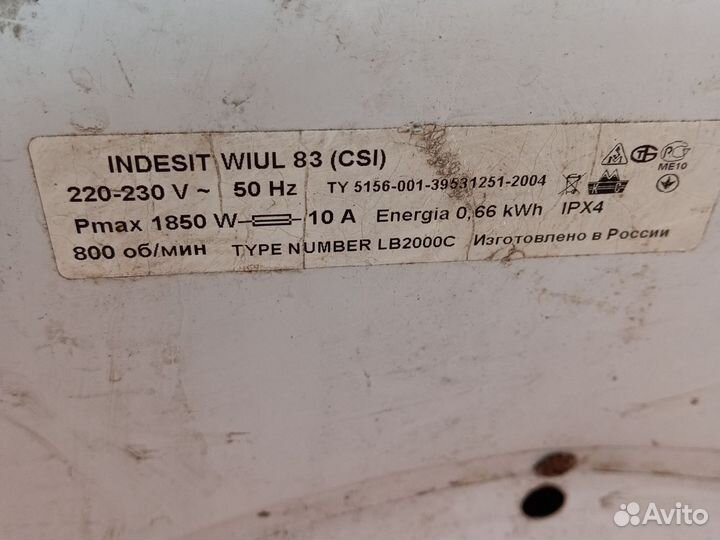 INDESIT WIUL 83 (CSI)
220-230 V ~ 50 Hz TY 5156-001-39531251-2004
Pmax 1850 W 10 A Energia 0,66 kWh IPX4
800 об/мин TYPE NUMBER LB2000C Изготовлено в России
ME10
Avito